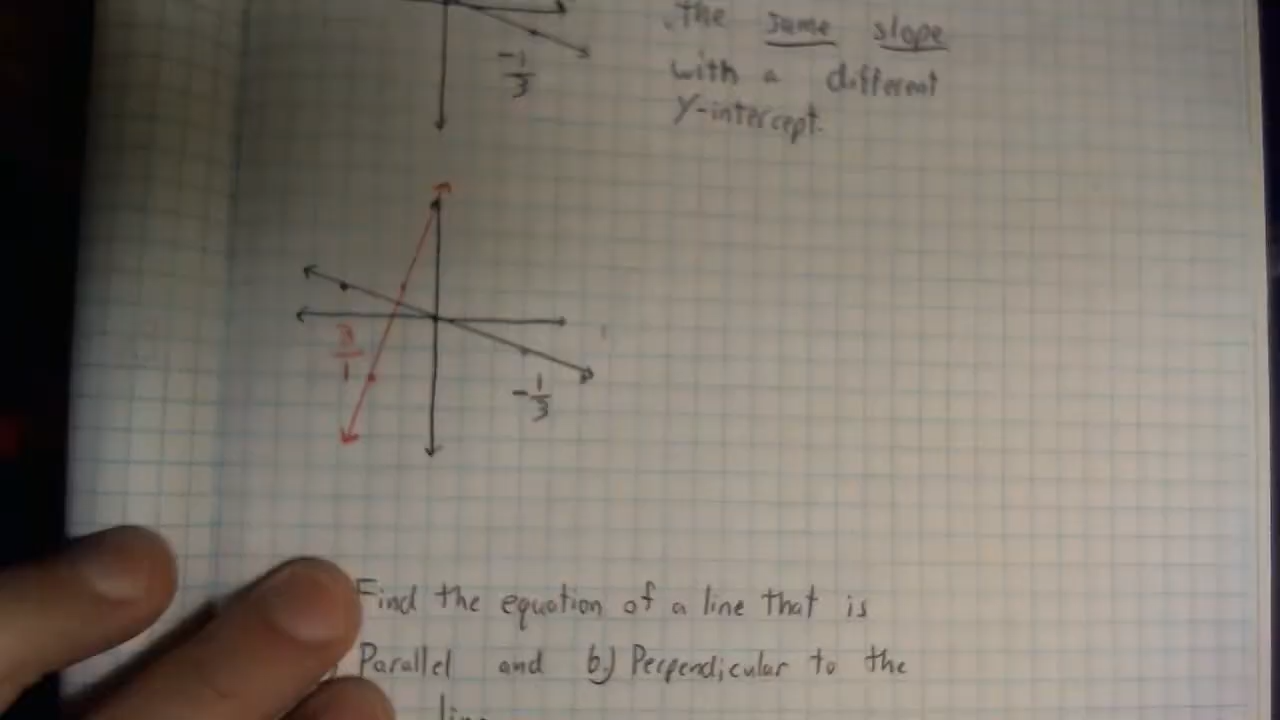 -1/3
the same slope
with a different
y-intercept.
3/1
-1/3
Find the equation of a line that is
Parallel and b.) Perpendicular to the
line